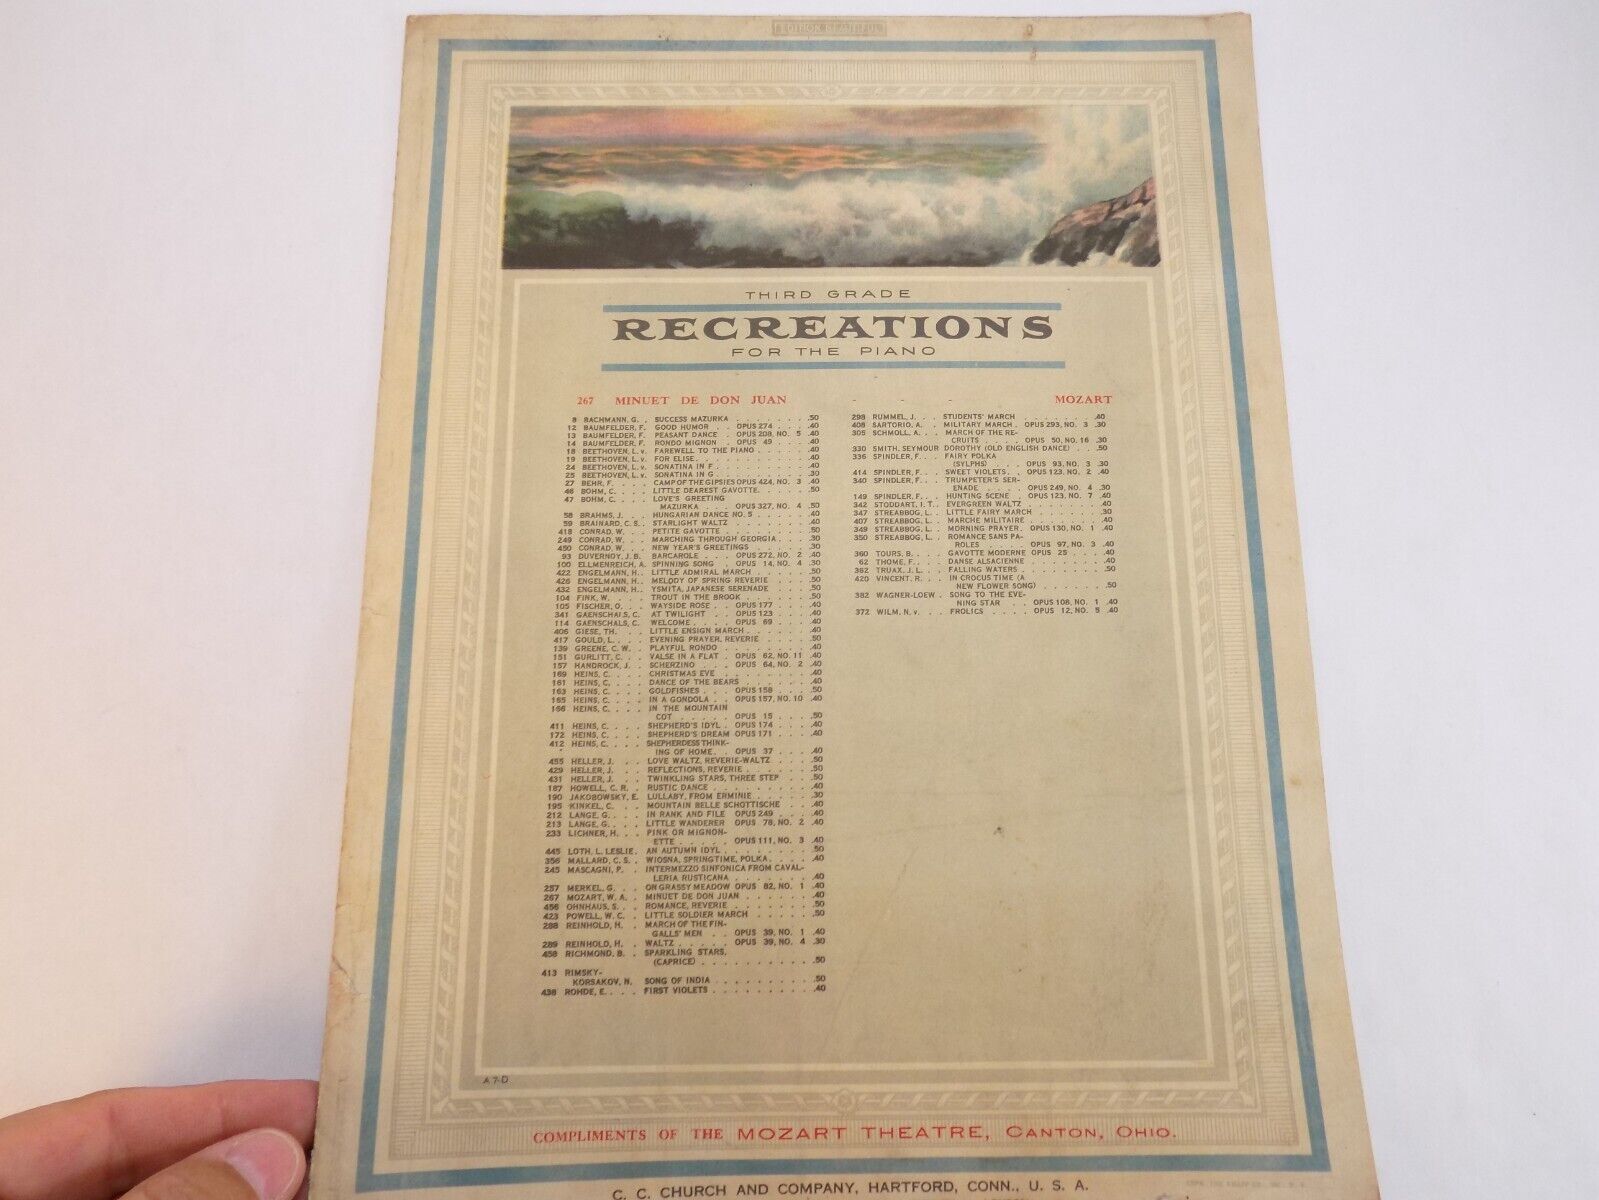 THIRD GRADE
RECREATIONS
FOR THE PIANO
267 MINUET DE DON JUAN - - - MOZART
8 BACHMANN, G. . SUCCESS MAZURKA . . . . . . . .50
12 BAUMFELDER, F. GOOD HUMOR . . OPUS 274 . . . .40
13 BAUMFELDER, F. PEASANT DANCE . OPUS 208, NO. 5 .40
14 BAUMFELDER, F. RONDO MIGNON . . OPUS 49 . . . .40
18 BEETHOVEN, L. v. FAREWELL TO THE PIANO . . . . .40
19 BEETHOVEN, L. v. FOR ELISE . . . . . . . . . .40
24 BEETHOVEN, L. v. SONATINA IN F . . . . . . . .40
25 BEETHOVEN, L. v. SONATINA IN G . . . . . . . .30
27 BEHR, F. . . CAMP OF THE GIPSIES OPUS 424, NO. 3 .40
46 BOHM, C. . . . LITTLE DEAREST GAVOTTE . . . . .50
47 BOHM, C. . . . LOVE'S GREETING
MAZURKA . . . OPUS 327, NO. 4 .50
58 BRAHMS, J. . . HUNGARIAN DANCE NO. 5 . . . . .40
59 BRAINARD, C. S. . STARLIGHT WALTZ . . . . . . .40
418 CONRAD, W. . . PETITE GAVOTTE . . . . . . . .50
249 CONRAD, W. . . MARCHING THROUGH GEORGIA . . . .30
450 CONRAD, W. . . NEW YEAR'S GREETINGS . . . . .30
93 DUVERNOY, J. B. BARCAROLE . . . OPUS 272, NO. 2 .40
100 ELLMENREICH, A. SPINNING SONG . OPUS 14, NO. 4 .30
422 ENGELMANN, H. . LITTLE ADMIRAL MARCH . . . . .50
426 ENGELMANN, H. . MELODY OF SPRING REVERIE . . . .50
432 ENGELMANN, H. . YSMITA, JAPANESE SERENADE . . .50
104 FINK, W. . . . TROUT IN THE BROOK . . . . . .50
105 FISCHER, O. . . WAYSIDE ROSE . . OPUS 177 . . . .40
341 GAENSCHALS, C. AT TWILIGHT . . OPUS 123 . . . .40
114 GAENSCHALS, C. WELCOME . . . . OPUS 69 . . . .40
406 GIESE, TH. . . LITTLE ENSIGN MARCH . . . . . .40
417 GOULD, L. . . . EVENING PRAYER, REVERIE . . . .50
139 GREENE, C. W. . PLAYFUL RONDO . . . . . . . .40
151 GURLITT, C. . . VALSE IN A FLAT . OPUS 62, NO. 11 .40
157 HANDROCK, J. . SCHERZINO . . . OPUS 64, NO. 2 .40
169 HEINS, C. . . . CHRISTMAS EVE . . . . . . . .40
161 HEINS, C. . . . DANCE OF THE BEARS . . . . . .40
163 HEINS, C. . . . GOLDFISHES . . . OPUS 158 . . . .50
165 HEINS, C. . . . IN A GONDOLA . . OPUS 157, NO. 10 .40
166 HEINS, C. . . . IN THE MOUNTAIN
COT . . . . . OPUS 15 . . . .50
411 HEINS, C. . . . SHEPHERD'S IDYL . OPUS 174 . . . .40
172 HEINS, C. . . . SHEPHERD'S DREAM OPUS 171 . . . .40
412 HEINS, C. . . . SHEPHERDESS THINK-
ING OF HOME . . OPUS 37 . . . .40
455 HELLER, J. . . LOVE WALTZ, REVERIE-WALTZ . . . .50
429 HELLER, J. . . REFLECTIONS, REVERIE . . . . .50
431 HELLER, J. . . TWINKLING STARS, THREE STEP . . .50
187 HOWELL, C. R. . RUSTIC DANCE . . . . . . . . .40
190 JAKOBOWSKY, E. LULLABY, FROM ERMINIE . . . . .30
195 KINKEL, C. . . MOUNTAIN BELLE SCHOTTISCHE . . .40
212 LANGE, G. . . . IN RANK AND FILE OPUS 249 . . . .40
213 LANGE, G. . . . LITTLE WANDERER OPUS 78, NO. 2 .40
233 LICHNER, H. . . PINK OR MIGNON-
ETTE . . . . . OPUS 111, NO. 3 .40
445 LOTH, L. LESLIE . AN AUTUMN IDYL . . . . . . .50
356 MALLARD, C. S. . WIOSNA, SPRINGTIME, POLKA . . . .40
245 MASCAGNI, P. . INTERMEZZO SINFONICA FROM CAVAL-
LERIA RUSTICANA . . . . . . . .40
257 MERKEL, G. . . ON GRASSY MEADOW OPUS 82, NO. 1 .40
267 MOZART, W. A. . MINUET DE DON JUAN . . . . . .40
456 OHNHAUS, S. . . ROMANCE, REVERIE . . . . . . .50
423 POWELL, W. C. . LITTLE SOLDIER MARCH . . . . .50
288 REINHOLD, H. . MARCH OF THE FIN-
GALLS' MEN . . OPUS 39, NO. 1 .40
289 REINHOLD, H. . WALTZ . . . . . OPUS 39, NO. 4 .30
458 RICHMOND, B. . SPARKLING STARS,
(CAPRICE) . . . . . . . . . . .50
413 RIMSKY-
KORSAKOV, N. SONG OF INDIA . . . . . . . . .50
438 ROHDE, E. . . . FIRST VIOLETS . . . . . . . . .40
298 RUMMEL, J. . . STUDENTS' MARCH . . . . . . . .40
408 SARTORIO, A. . MILITARY MARCH . OPUS 293, NO. 3 .30
305 SCHMOLL, A. . . MARCH OF THE RE-
CRUITS . . . OPUS 50, NO. 16 .30
330 SMITH, SEYMOUR DOROTHY (OLD ENGLISH DANCE) . . .50
336 SPINDLER, F. . . FAIRY POLKA
(SYLPHS) . . . OPUS 93, NO. 3 .30
414 SPINDLER, F. . . SWEET VIOLETS . OPUS 123, NO. 2 .40
340 SPINDLER, F. . . TRUMPETER'S SER-
ENADE . . . OPUS 249, NO. 4 .30
149 SPINDLER, F. . . HUNTING SCENE . OPUS 123, NO. 7 .40
342 STODDART, I. T. . EVERGREEN WALTZ . . . . . . .40
347 STREABBOG, L. . LITTLE FAIRY MARCH . . . . . .30
407 STREABBOG, L. . MARCHE MILITAIRE . . . . . . .40
349 STREABBOG, L. . MORNING PRAYER . OPUS 130, NO. 1 .40
350 STREABBOG, L. . ROMANCE SANS PA-
ROLES . . . OPUS 97, NO. 3 .40
360 TOURS, B. . . . GAVOTTE MODERNE OPUS 25 . . . .40
62 THOME, F. . . . DANSE ALSACIENNE . . . . . . .40
362 TRUAX, J. L. . . FALLING WATERS . . . . . . . .50
420 VINCENT, R. . . IN CROCUS TIME (A
NEW FLOWER SONG) . . . . . . .50
382 WAGNER-LOEW . SONG TO THE EVE-
NING STAR . . OPUS 108, NO. 1 .40
372 WILM, N. v. . . FROLICS . . . . OPUS 12, NO. 5 .40
A 7-D
COMPLIMENTS OF THE MOZART THEATRE, CANTON, OHIO.
C. C. CHURCH AND COMPANY, HARTFORD, CONN., U. S. A.